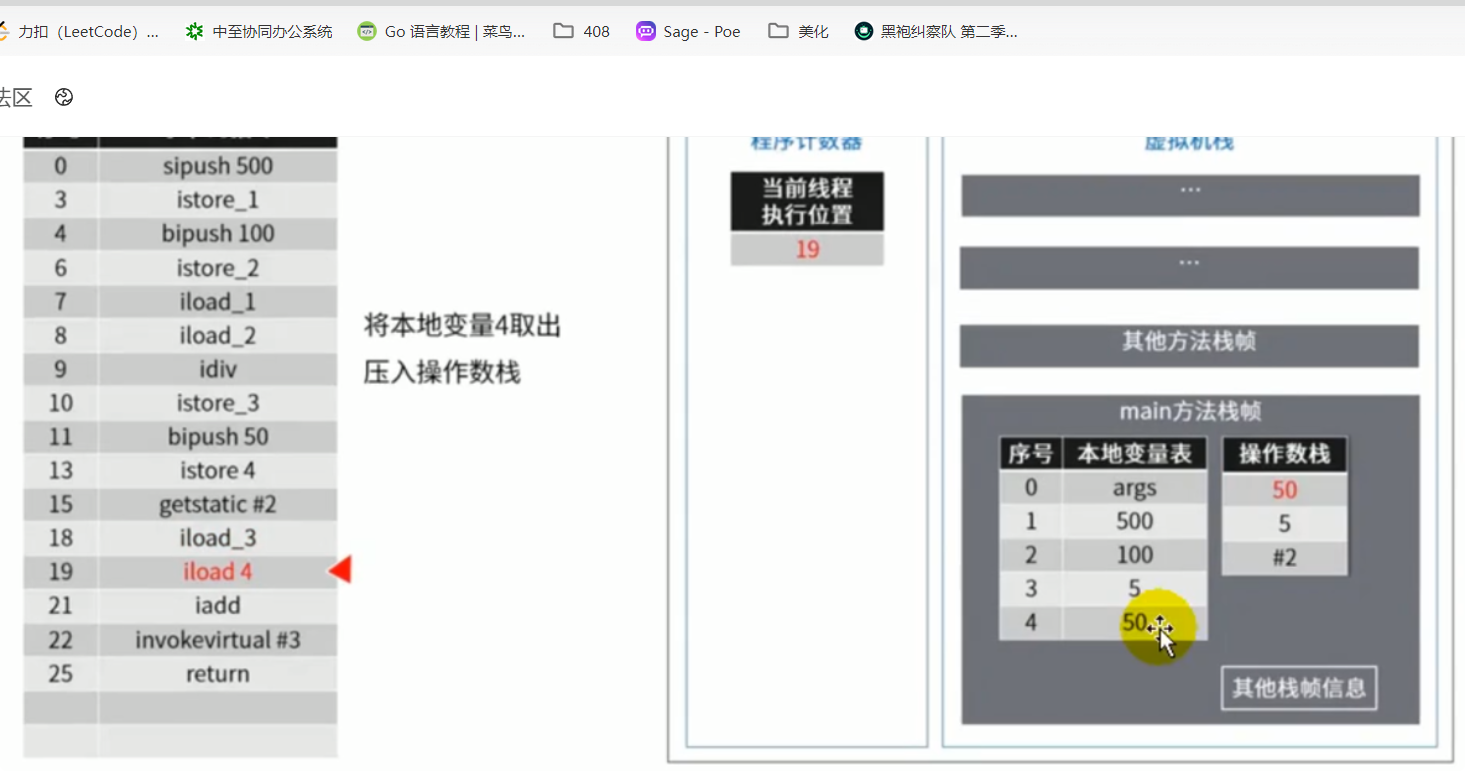 力扣（LeetCode）...
中至协同办公系统
Go 语言教程 | 菜鸟...
408
Sage - Poe
美化
黑袍纠察队 第二季...
法区
0 sipush 500
3 istore_1
4 bipush 100
6 istore_2
7 iload_1
8 iload_2
9 idiv
10 istore_3
11 bipush 50
13 istore 4
15 getstatic #2
18 iload_3
19 iload 4
21 iadd
22 invokevirtual #3
25 return
将本地变量4取出
压入操作数栈
程序计数器
当前线程
执行位置
19
虚拟机栈
...
...
其他方法栈帧
main方法栈帧
序号 本地变量表
0 args
1 500
2 100
3 5
4 50
操作数栈
50
5
#2
其他栈帧信息